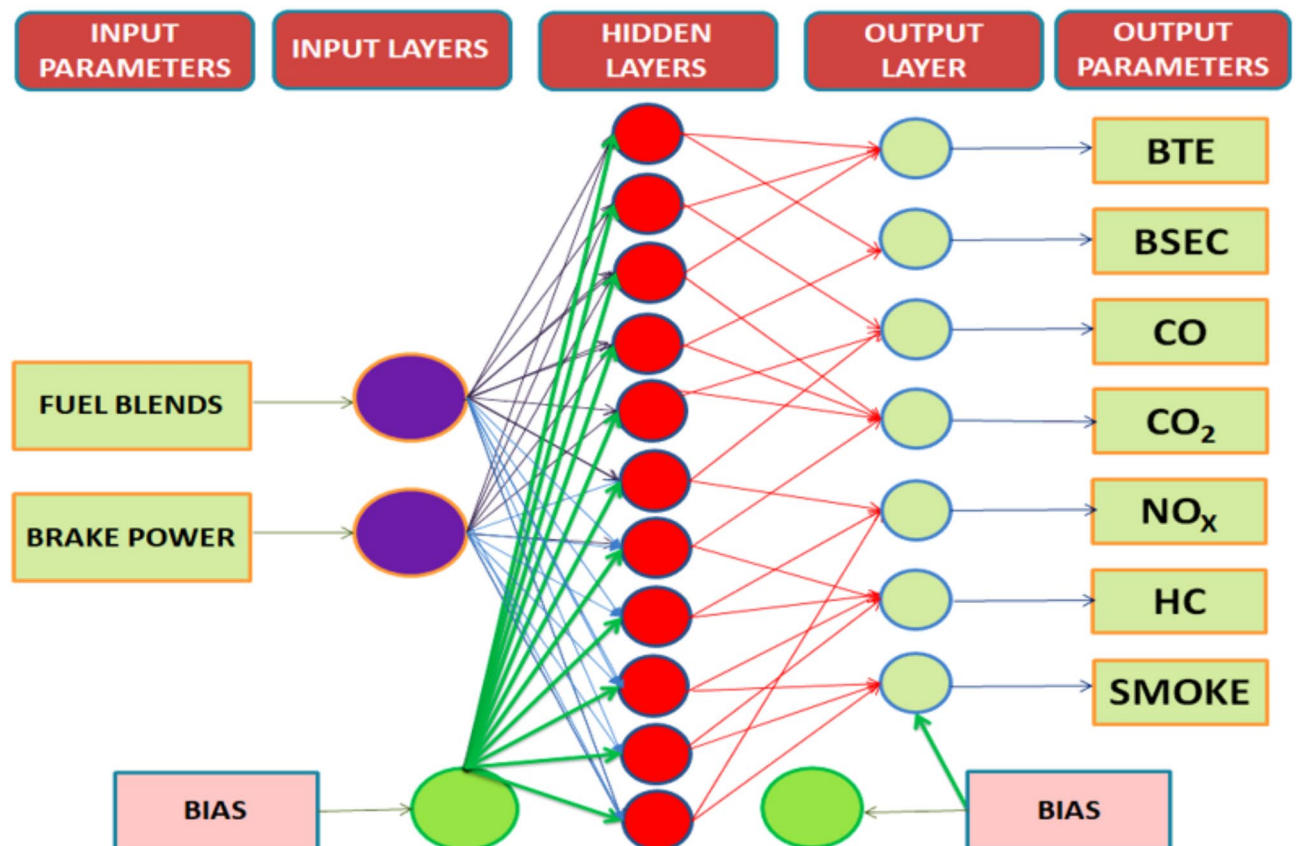 INPUT
PARAMETERS
INPUT LAYERS
HIDDEN
LAYERS
OUTPUT
LAYER
OUTPUT
PARAMETERS
BTE
BSEC
CO
FUEL BLENDS
CO₂
BRAKE POWER
NOX
HC
SMOKE
BIAS
BIAS